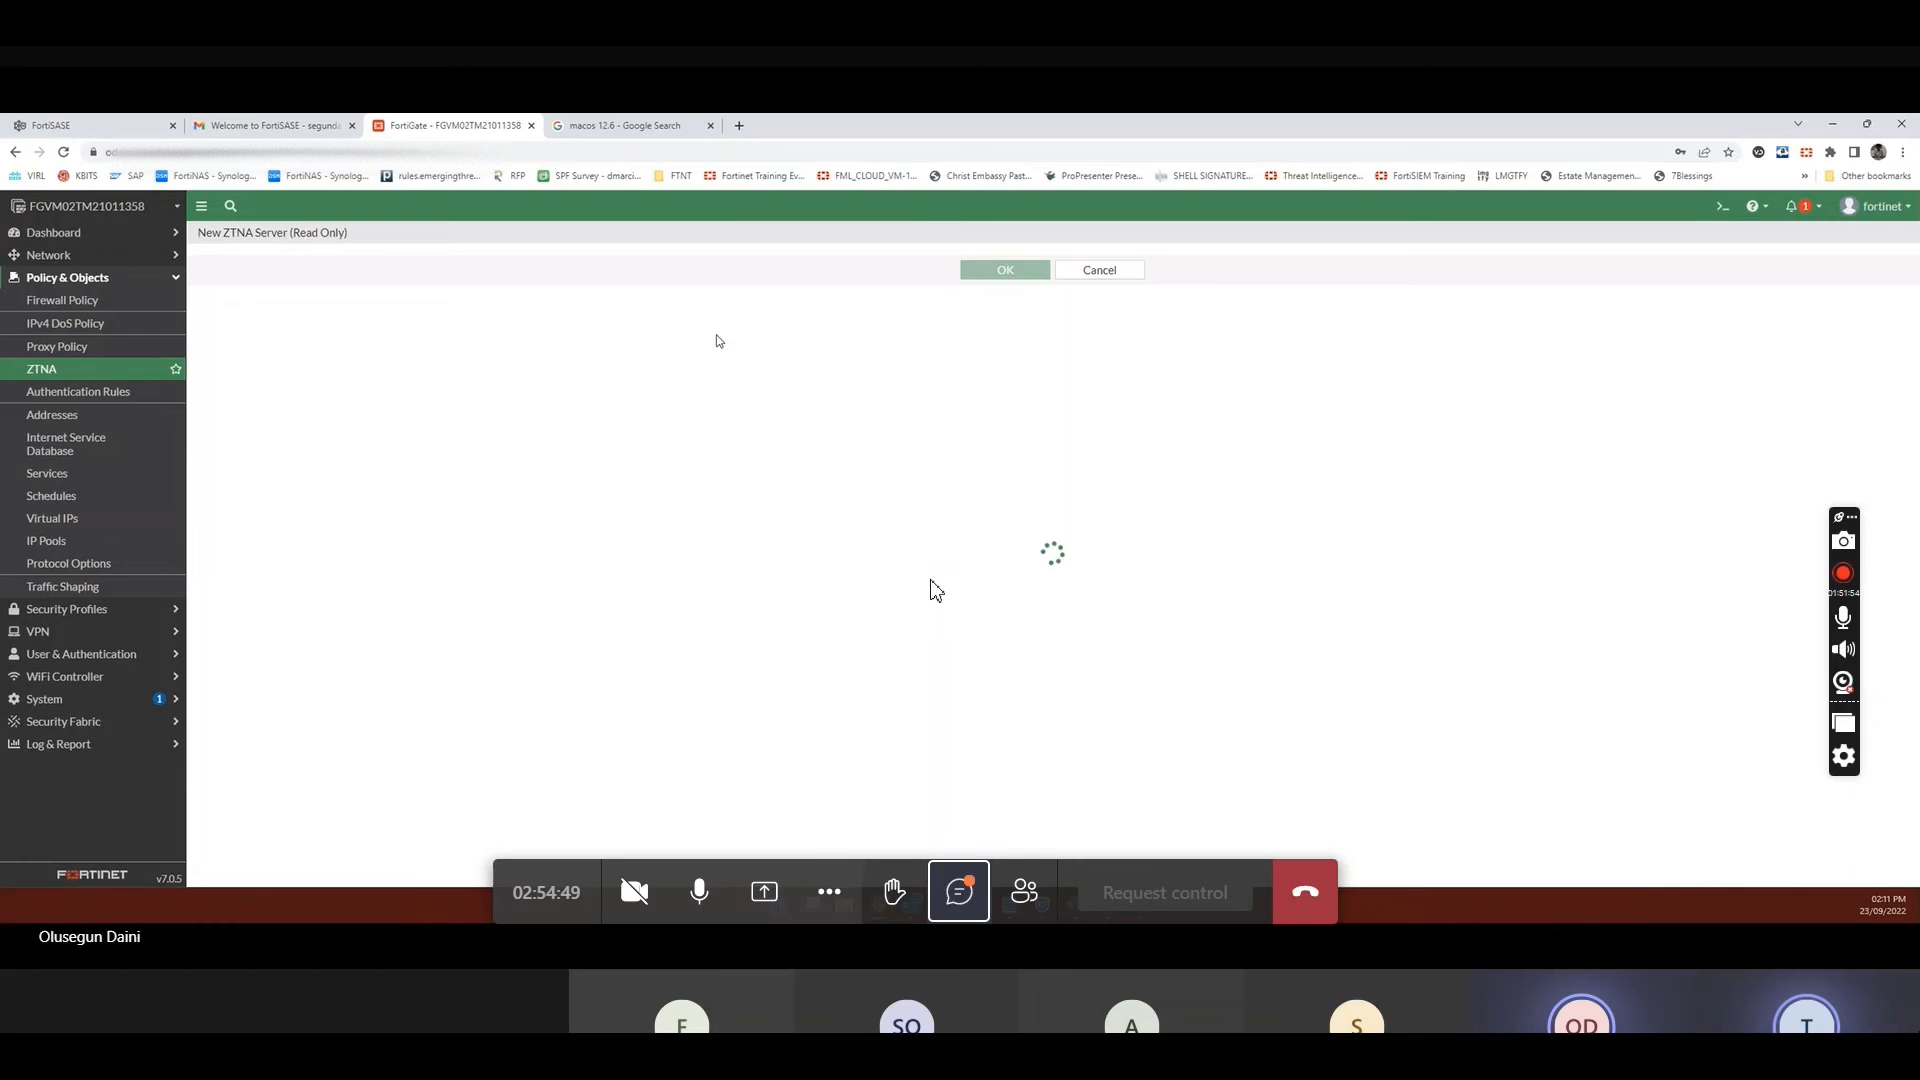 FortiSASE
Welcome to FortiSASE - segunda
FortiGate - FGVM02TM21011358
macos 12.6 - Google Search
VIRL
KBITS
SAP
FortiNAS - Synolog...
FortiNAS - Synolog...
rules.emergingthre...
RFP
SPF Survey - dmarci...
FTNT
Fortinet Training Ev...
FML_CLOUD_VM-1...
Christ Embassy Past...
ProPresenter Prese...
SHELL SIGNATURE...
Threat Intelligence...
FortiSIEM Training
LMGTFY
Estate Managemen...
7Blessings
»
Other bookmarks
FGVM02TM21011358
1
fortinet
Dashboard
New ZTNA Server (Read Only)
Network
OK
Cancel
Policy & Objects
Firewall Policy
IPv4 DoS Policy
Proxy Policy
ZTNA
Authentication Rules
Addresses
Internet Service
Database
Services
Schedules
Virtual IPs
IP Pools
Protocol Options
Traffic Shaping
Security Profiles
VPN
User & Authentication
WiFi Controller
System
1
Security Fabric
Log & Report
01:51:54
FORTINET
v7.0.5
02:54:49
Request control
02:11 PM
23/09/2022
Olusegun Daini
SO
A
S
OD
T